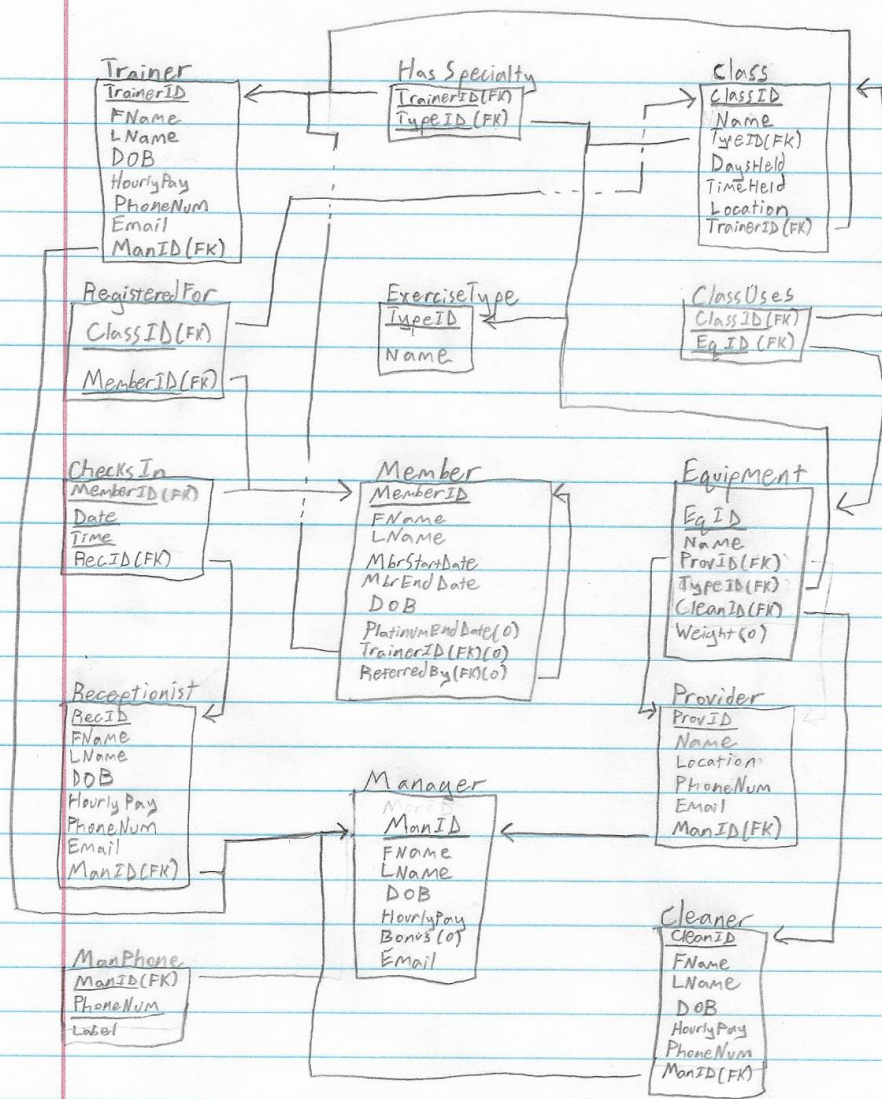 Trainer
TrainerID
FName
LName
DOB
HourlyPay
PhoneNum
Email
ManID(FK)
Has Specialty
TrainerID(FK)
TypeID (FK)
Class
ClassID
Name
TypeID(FK)
DaysHeld
TimeHeld
Location
TrainerID(FK)
RegisteredFor
ClassID(FK)
MemberID(FK)
ExerciseType
TypeID
Name
ClassUses
ClassID(FK)
EqID (FK)
ChecksIn
MemberID(FK)
Date
Time
RecID(FK)
Member
MemberID
FName
LName
MbrStartDate
MbrEndDate
DOB
PlatinumEndDate(O)
TrainerID(FK)(O)
ReferredBy(FK)(O)
Equipment
EqID
Name
ProvID(FK)
TypeID(FK)
CleanID(FK)
Weight(O)
Receptionist
RecID
FName
LName
DOB
Hourly Pay
PhoneNum
Email
ManID(FK)
Manager
ManID
ManID
FName
LName
DOB
HourlyPay
Bonus(O)
Email
Provider
ProvID
Name
Location
PhoneNum
Email
ManID(FK)
ManPhone
ManID(FK)
PhoneNum
Label
Cleaner
CleanID
FName
LName
DOB
HourlyPay
PhoneNum
ManID(FK)